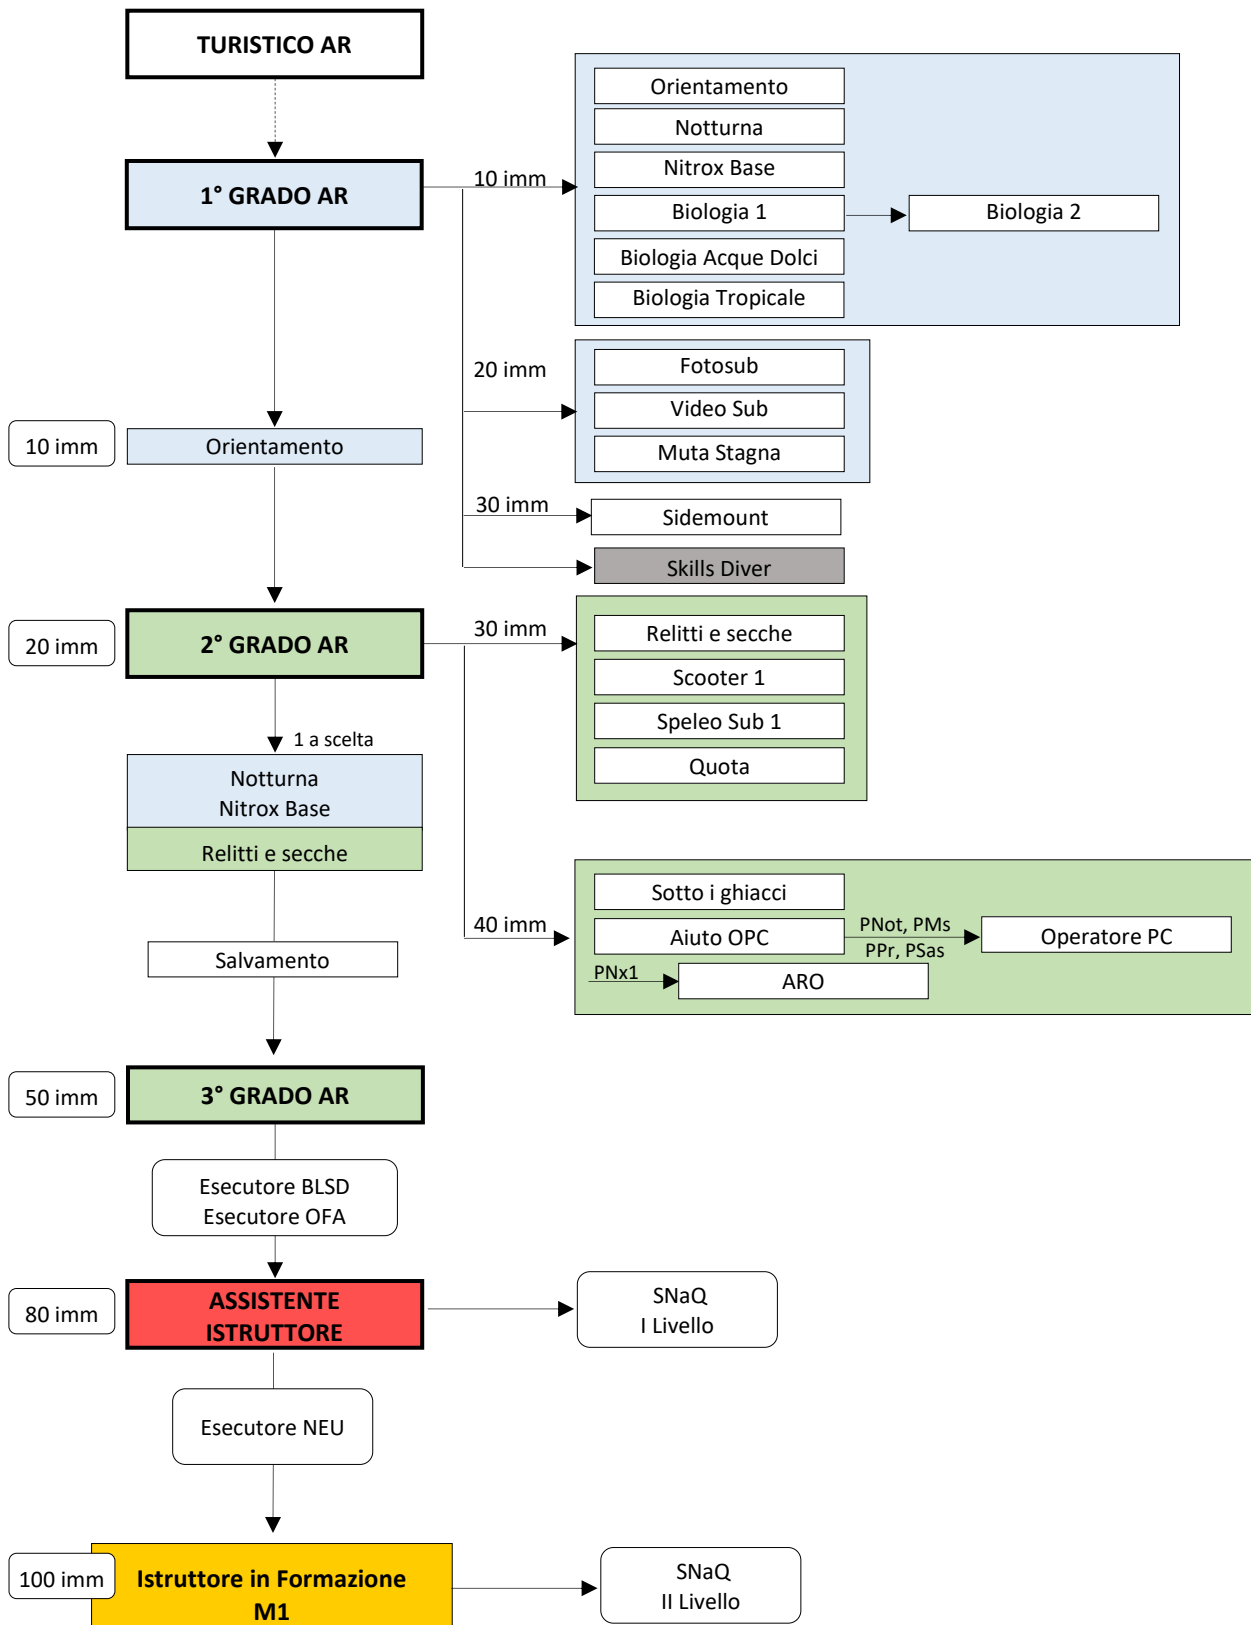 TURISTICO AR
1° GRADO AR
10 imm
Orientamento
Notturna
Nitrox Base
Biologia 1
Biologia 2
Biologia Acque Dolci
Biologia Tropicale
20 imm
Fotosub
Video Sub
Muta Stagna
10 imm
Orientamento
30 imm
Sidemount
Skills Diver
20 imm
2° GRADO AR
30 imm
Relitti e secche
Scooter 1
Speleo Sub 1
Quota
1 a scelta
Notturna
Nitrox Base
Relitti e secche
40 imm
Sotto i ghiacci
Aiuto OPC
PNot, PMs
PPr, PSas
Operatore PC
PNx1
ARO
Salvamento
50 imm
3° GRADO AR
Esecutore BLSD
Esecutore OFA
80 imm
ASSISTENTE
ISTRUTTORE
SNaQ
I Livello
Esecutore NEU
100 imm
Istruttore in Formazione
M1
SNaQ
II Livello